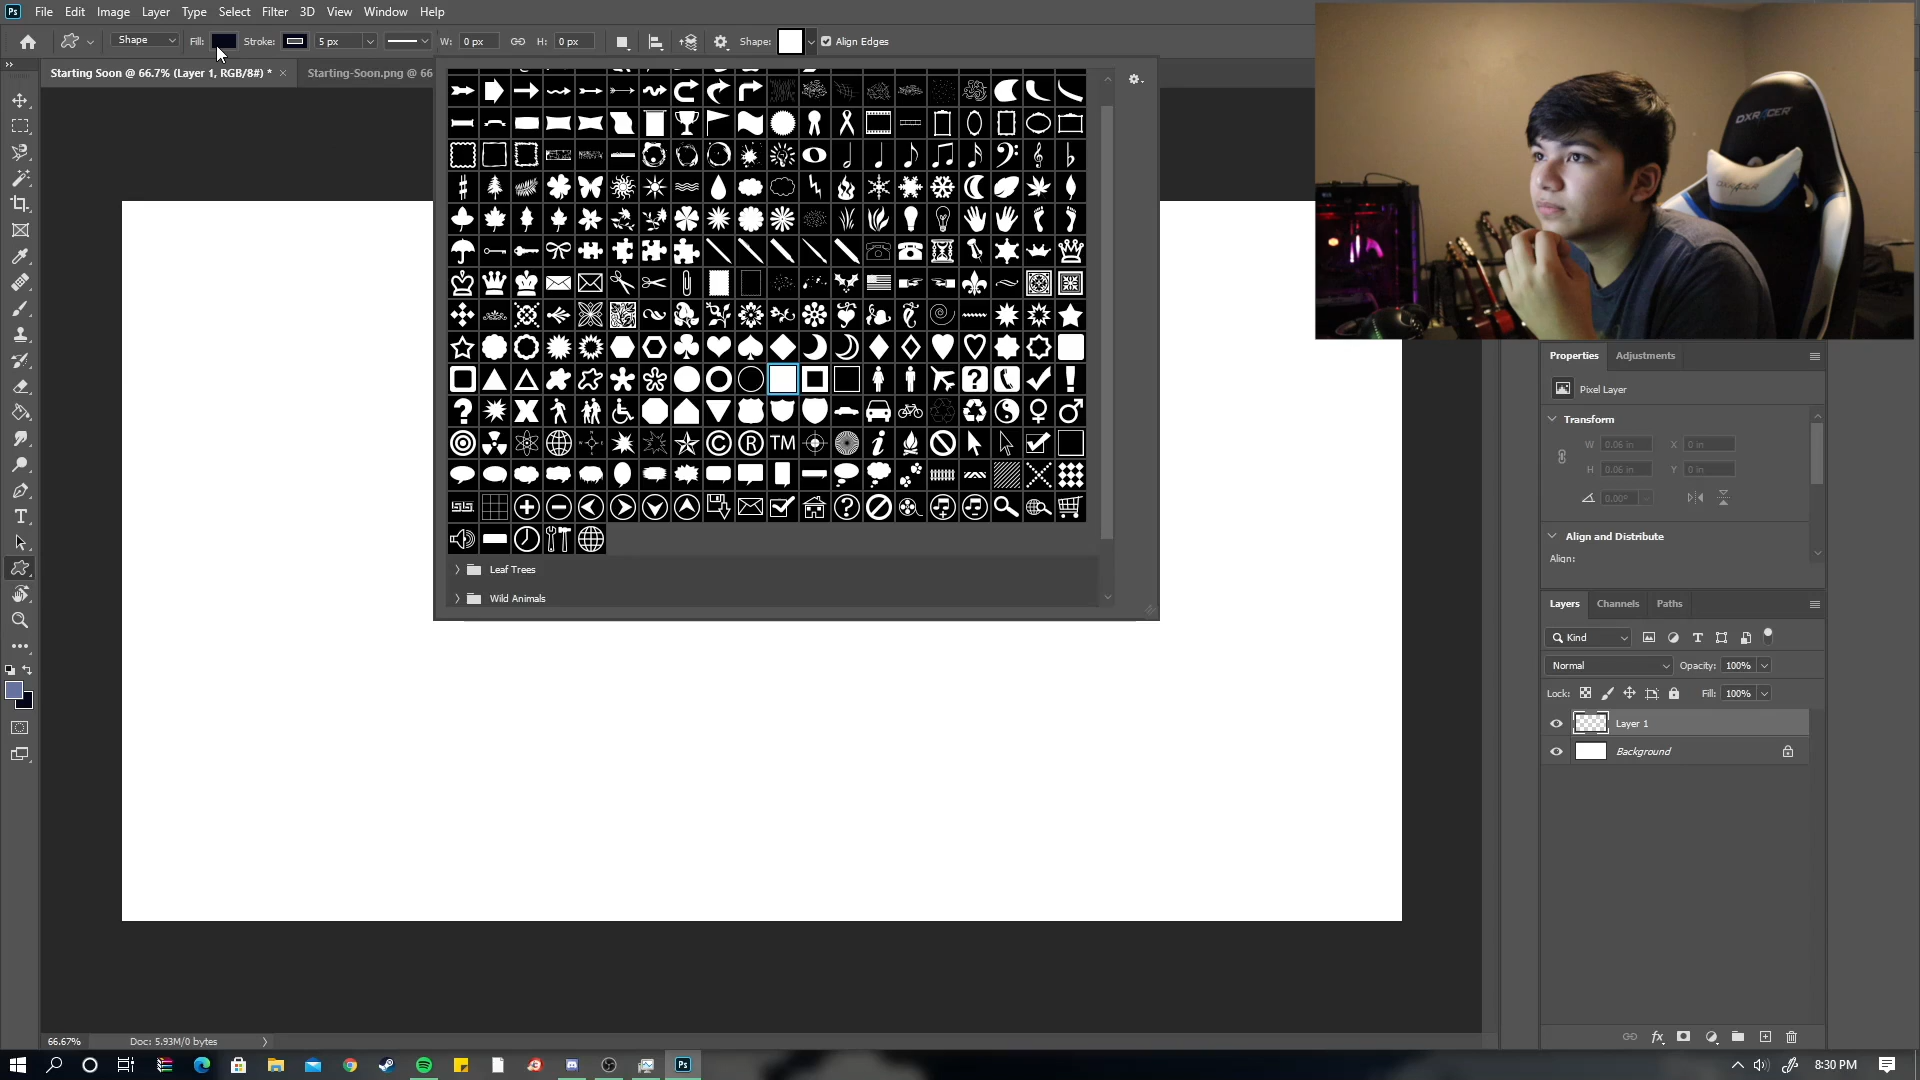 Ps File Edit Image Layer Type Select Filter 3D View Window Help
Shape Fill: Stroke: 5 px W: 0 px H: 0 px Shape: Align Edges
Starting Soon @ 66.7% (Layer 1, RGB/8#) * × Starting-Soon.png @ 66
DXRACER
TM
Leaf Trees
Wild Animals
Properties Adjustments
Pixel Layer
Transform
W 0.06 in X 0 in
H 0.06 in Y 0 in
0.00°
Align and Distribute
Align:
Layers Channels Paths
Kind
Normal Opacity: 100%
Lock: Fill: 100%
Layer 1
Background
66.67% Doc: 5.93M/0 bytes
Ps 8:30 PM